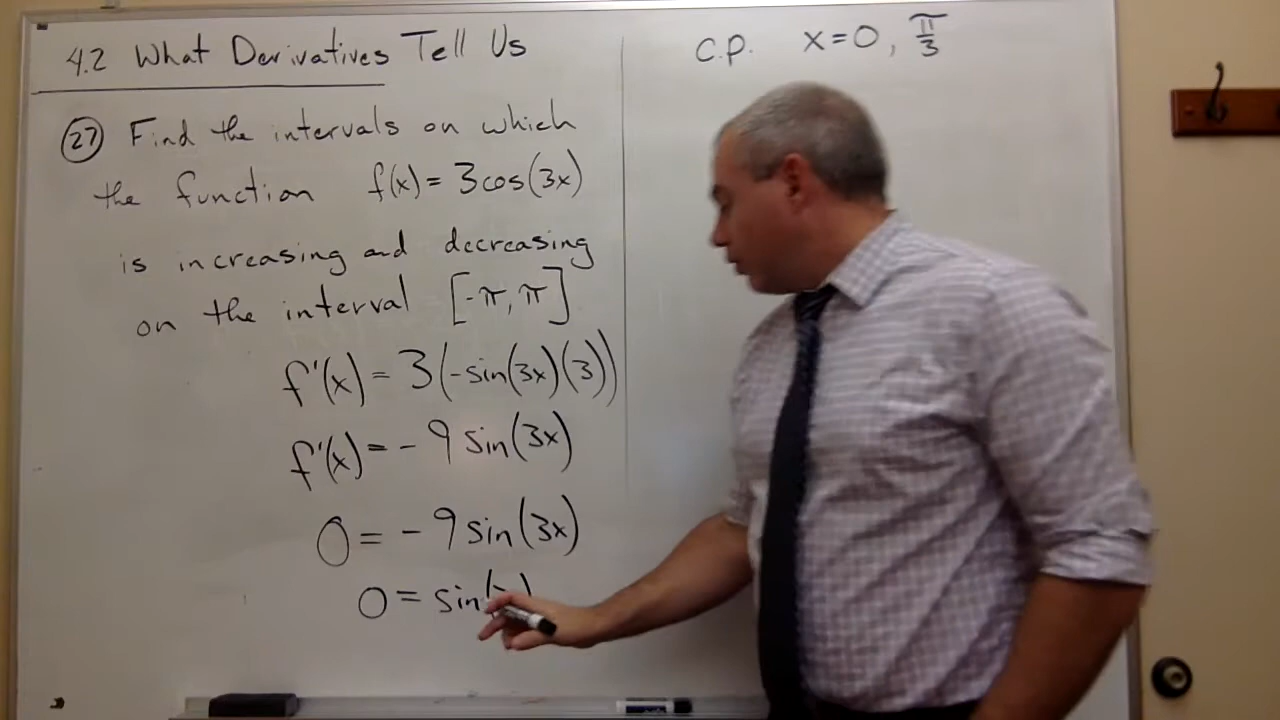 4.2 What Derivatives Tell Us
27 Find the intervals on which
the function f(x) = 3cos(3x)
is increasing and decreasing
on the interval [-π, π]
f'(x) = 3(-sin(3x)(3))
f'(x) = - 9 sin(3x)
0 = - 9 sin(3x)
0 = sin(
C.P. x=0, π/3